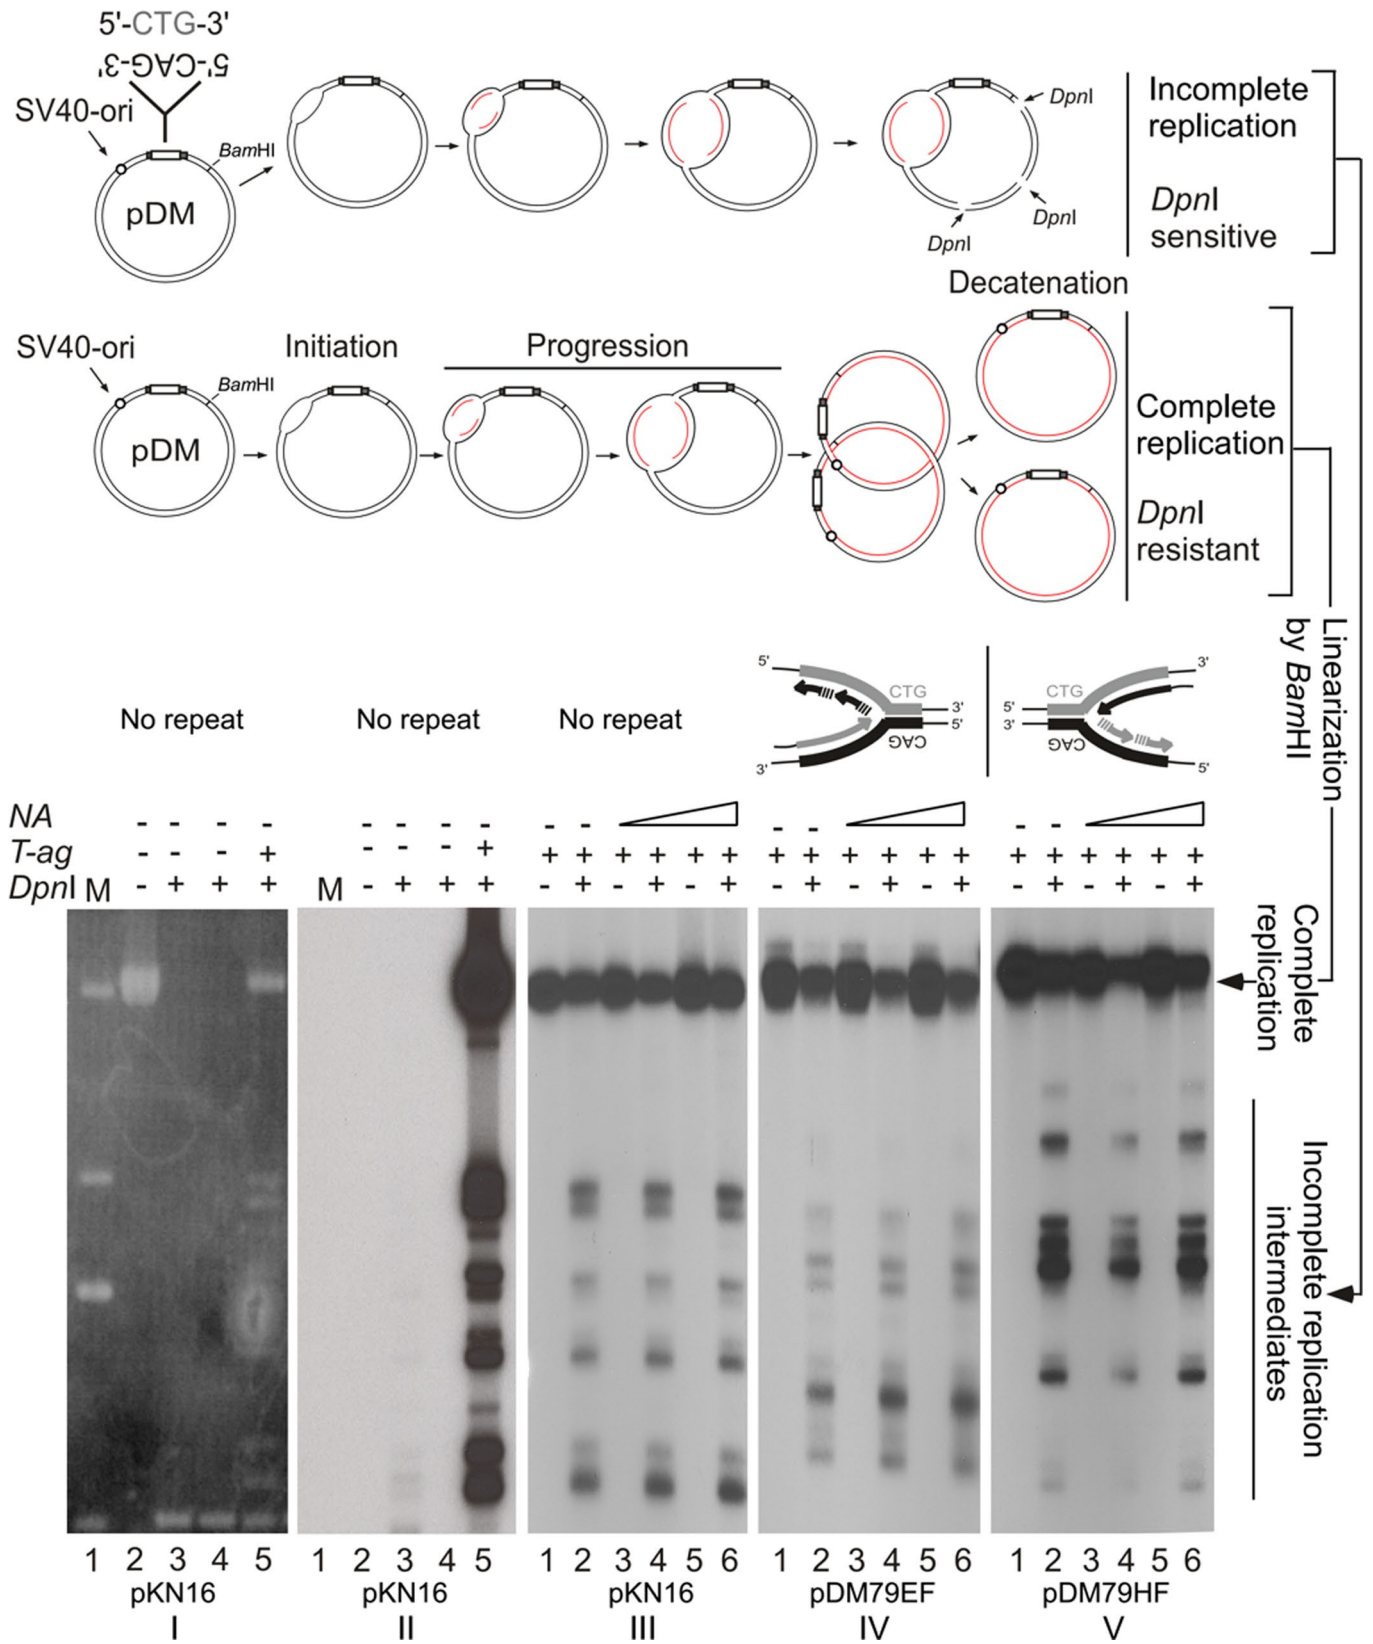 5'-CTG-3'
5'-CAG-3'
SV40-ori
BamHI
pDM
DpnI
DpnI
DpnI
Incomplete
replication
DpnI
sensitive
Decatenation
SV40-ori
Initiation
Progression
BamHI
pDM
Complete
replication
DpnI
resistant
Linearization
by BamHI
No repeat
No repeat
No repeat
5'
CTG
3'
5'
CAG
3'
3'
CTG
5'
3'
CAG
5'
NA - - - - - - - - - - - - - -
T-ag - - - + - - - + + + + + + + + + + + + + + + + + + +
DpnI M - + + + M - + + + - + - + - + - + - + - + - + - + - +
Complete
replication
Incomplete replication
intermediates
1 2 3 4 5 1 2 3 4 5 1 2 3 4 5 6 1 2 3 4 5 6 1 2 3 4 5 6
pKN16 pKN16 pKN16 pDM79EF pDM79HF
I II III IV V